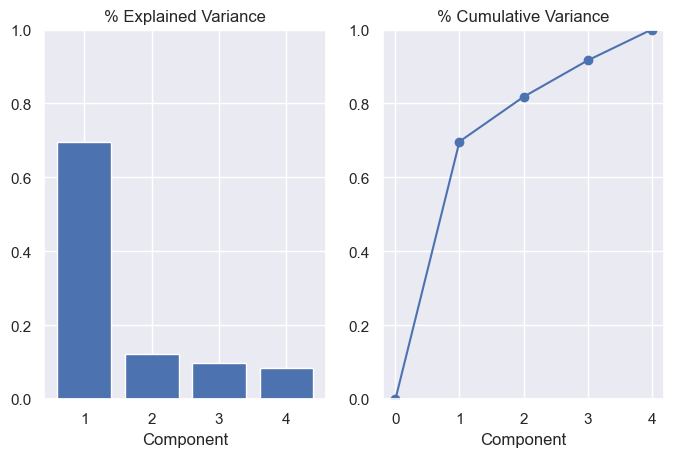 % Explained Variance
1.0
0.8
0.6
0.4
0.2
0.0
1 2 3 4
Component
% Cumulative Variance
1.0
0.8
0.6
0.4
0.2
0.0
0 1 2 3 4
Component